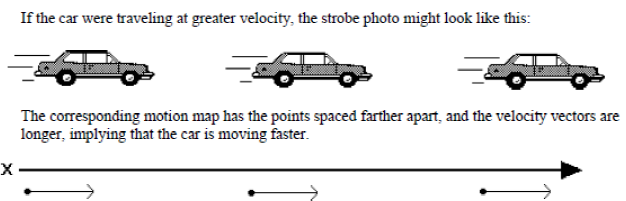 If the car were traveling at greater velocity, the strobe photo might look like this:
The corresponding motion map has the points spaced farther apart, and the velocity vectors are
longer, implying that the car is moving faster.
X